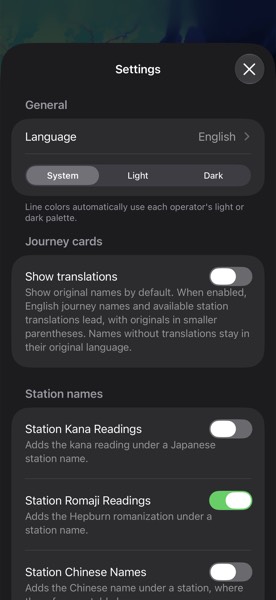 Settings
General
Language English
System Light Dark
Line colors automatically use each operator's light or
dark palette.
Journey cards
Show translations
Show original names by default. When enabled,
English journey names and available station
translations lead, with originals in smaller
parentheses. Names without translations stay in
their original language.
Station names
Station Kana Readings
Adds the kana reading under a Japanese
station name.
Station Romaji Readings
Adds the Hepburn romanization under a
station name.
Station Chinese Names
Adds the Chinese name under a station, where